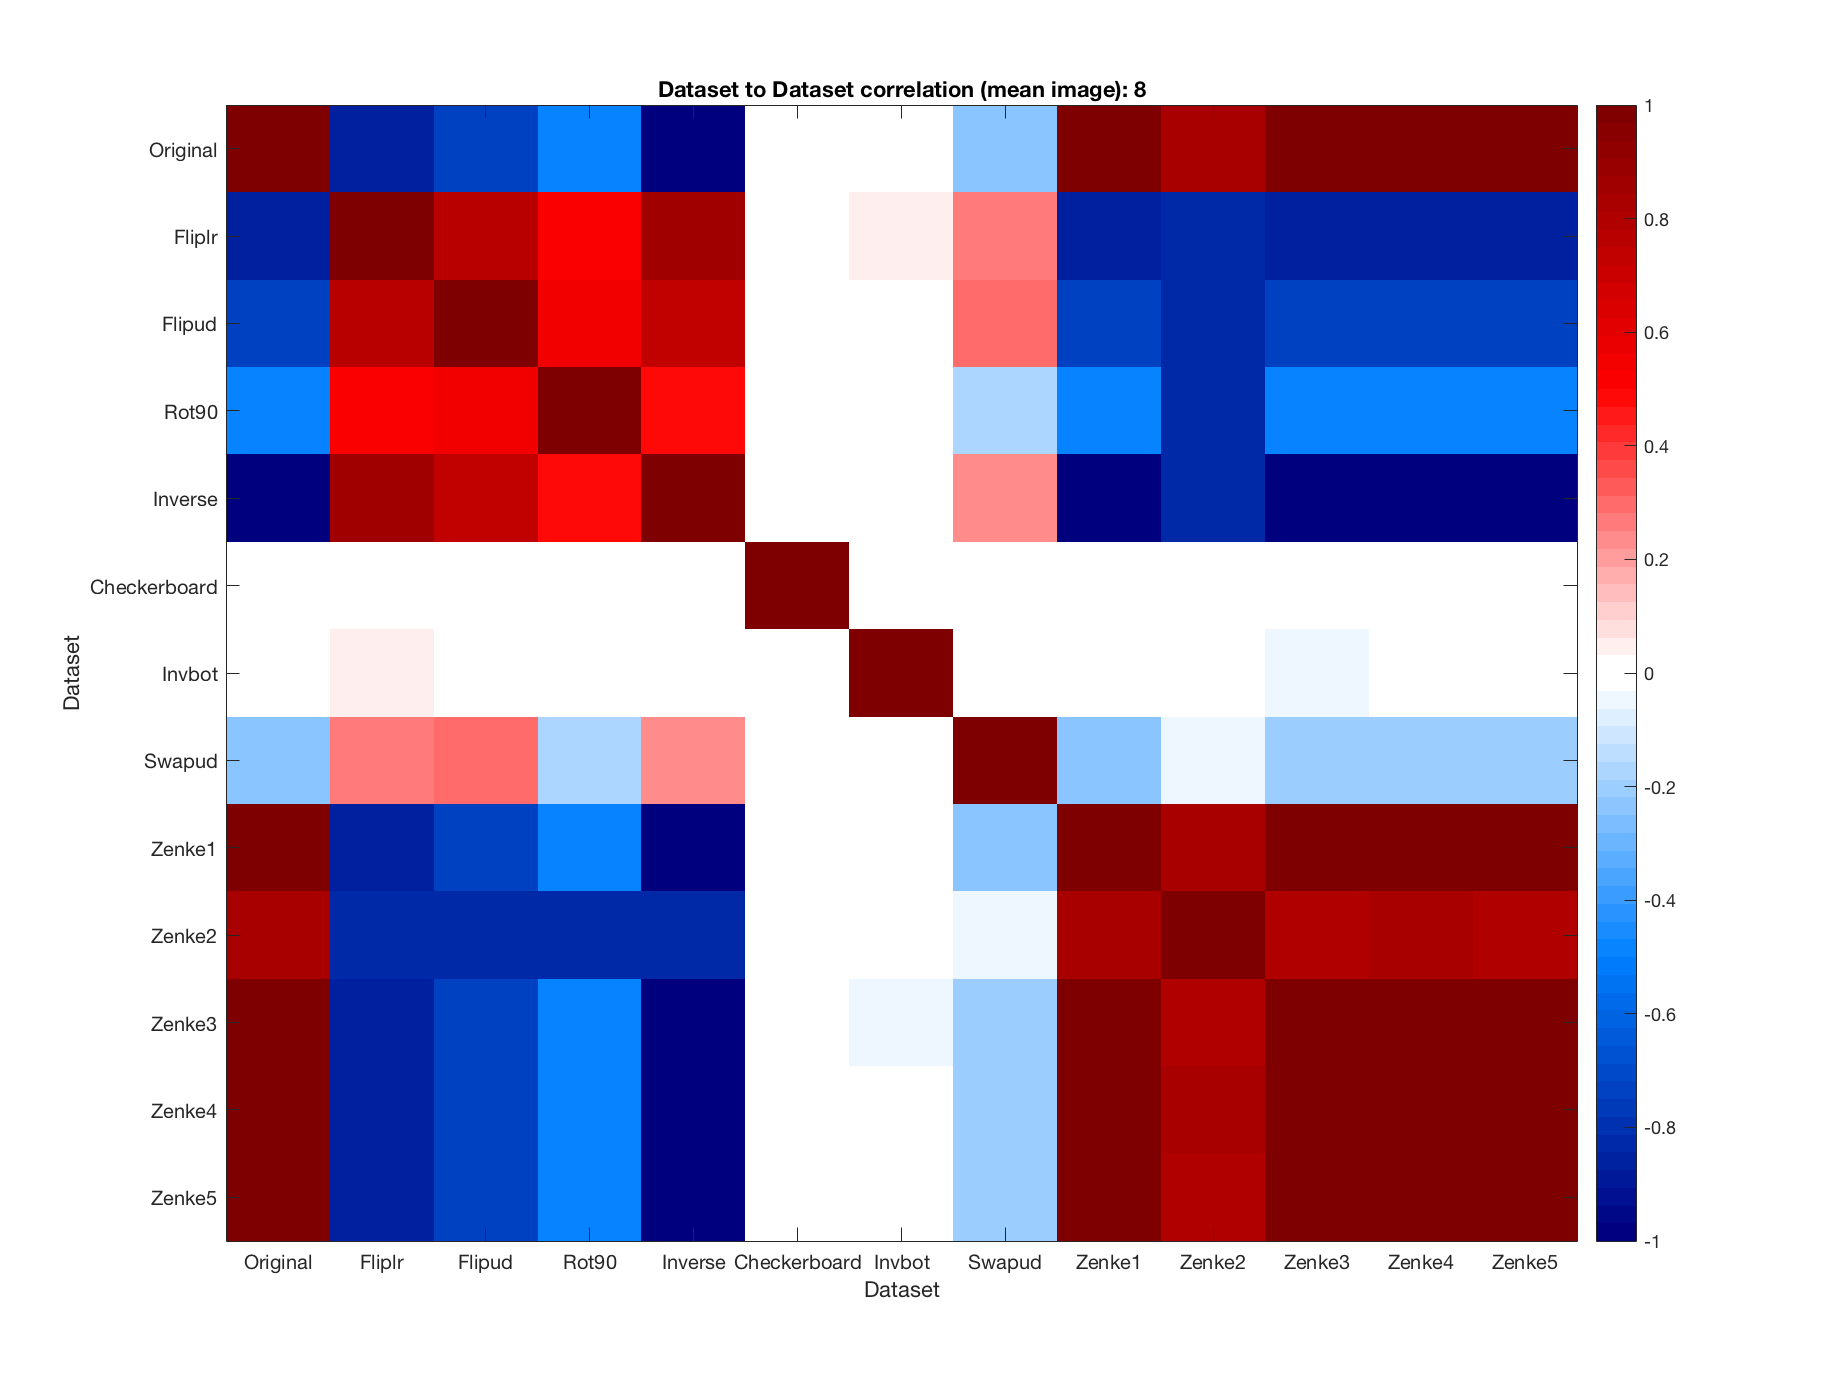 Dataset to Dataset correlation (mean image): 8
Original
Fliplr
Flipud
Rot90
Inverse
Checkerboard
Invbot
Swapud
Zenke1
Zenke2
Zenke3
Zenke4
Zenke5
Dataset
Original Fliplr Flipud Rot90 Inverse Checkerboard Invbot Swapud Zenke1 Zenke2 Zenke3 Zenke4 Zenke5
Dataset
1
0.8
0.6
0.4
0.2
0
-0.2
-0.4
-0.6
-0.8
-1